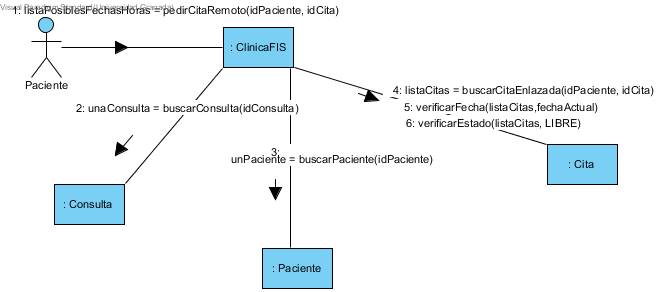 1: listaPosiblesFechasHoras = pedirCitaRemoto(idPaciente, idCita)
: ClinicaFIS
Paciente
4: listaCitas = buscarCitaEnlazada(idPaciente, idCita)
2: unaConsulta = buscarConsulta(idConsulta)
5: verificarFecha(listaCitas,fechaActual)
6: verificarEstado(listaCitas, LIBRE)
3:
unPaciente = buscarPaciente(idPaciente)
: Cita
: Consulta
: Paciente